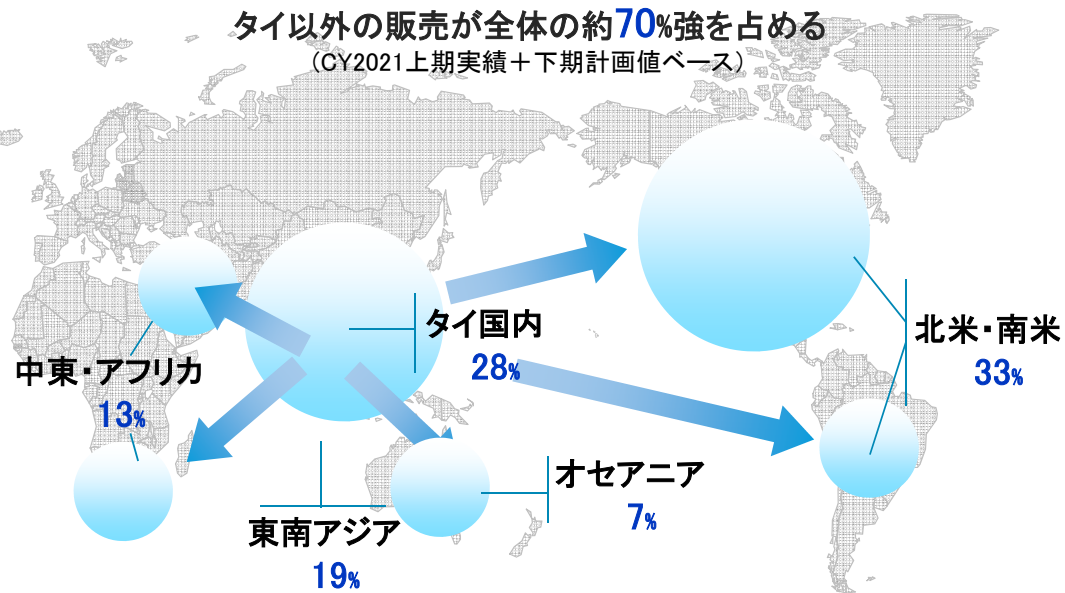 タイ以外の販売が全体の約70%強を占める
（CY2021上期実績＋下期計画値ベース）
タイ国内
28%
北米・南米
33%
中東・アフリカ
13%
オセアニア
7%
東南アジア
19%